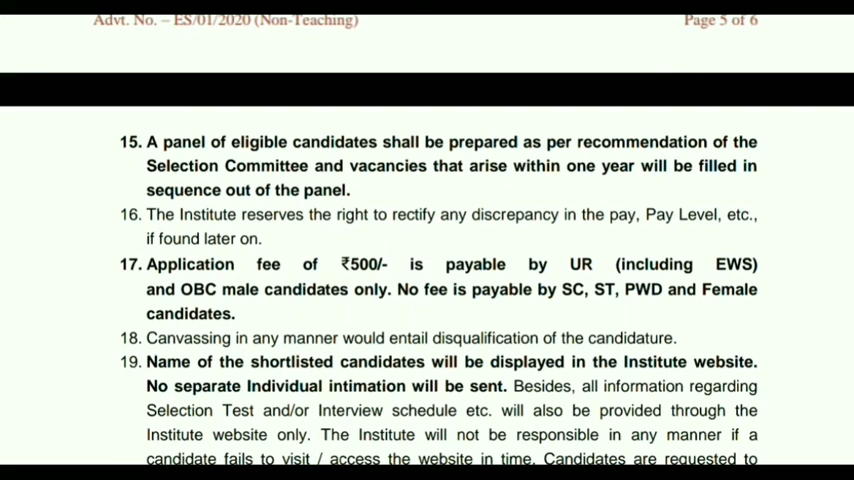 Advt. No. – ES/01/2020 (Non-Teaching) Page 5 of 6
15. A panel of eligible candidates shall be prepared as per recommendation of the
Selection Committee and vacancies that arise within one year will be filled in
sequence out of the panel.
16. The Institute reserves the right to rectify any discrepancy in the pay, Pay Level, etc.,
if found later on.
17. Application fee of ₹500/- is payable by UR (including EWS)
and OBC male candidates only. No fee is payable by SC, ST, PWD and Female
candidates.
18. Canvassing in any manner would entail disqualification of the candidature.
19. Name of the shortlisted candidates will be displayed in the Institute website.
No separate Individual intimation will be sent. Besides, all information regarding
Selection Test and/or Interview schedule etc. will also be provided through the
Institute website only. The Institute will not be responsible in any manner if a
candidate fails to visit / access the website in time. Candidates are requested to